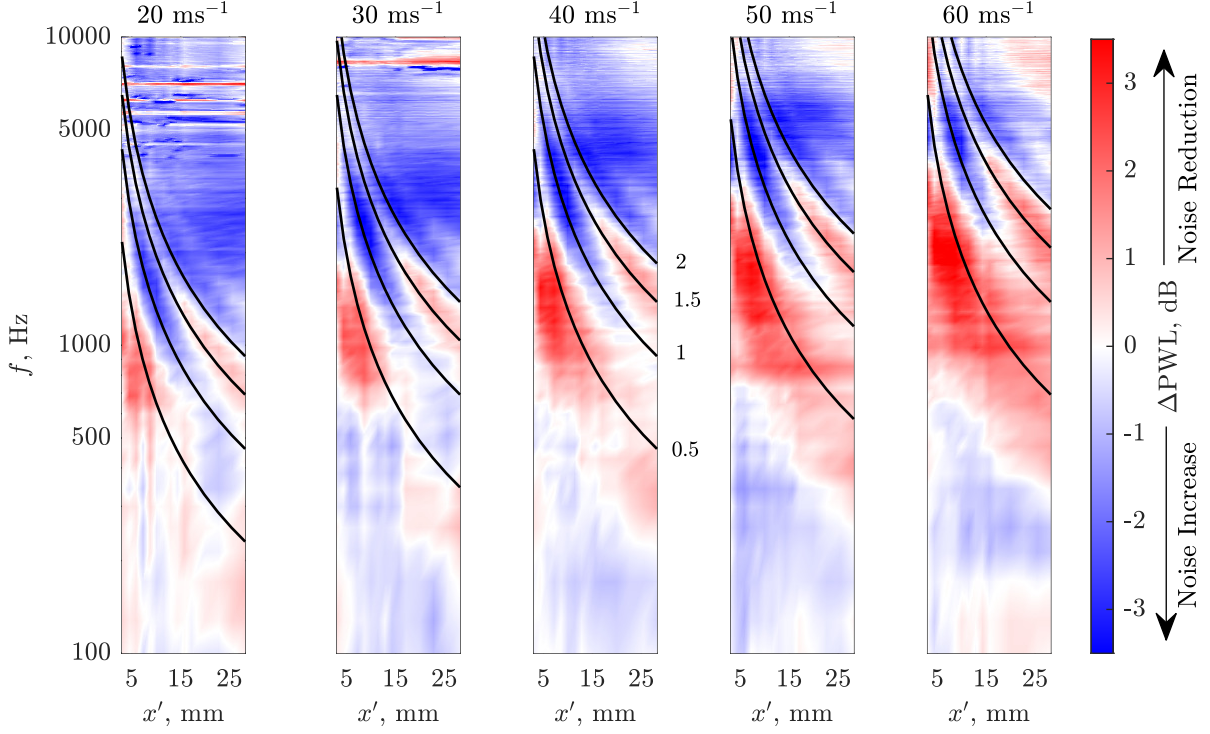 20 ms⁻¹
30 ms⁻¹
40 ms⁻¹
50 ms⁻¹
60 ms⁻¹
10000
5000
1000
500
100
f, Hz
2
1.5
1
0.5
5 15 25
5 15 25
5 15 25
5 15 25
5 15 25
x′, mm
x′, mm
x′, mm
x′, mm
x′, mm
3
2
1
0
-1
-2
-3
ΔPWL, dB
Noise Reduction
Noise Increase